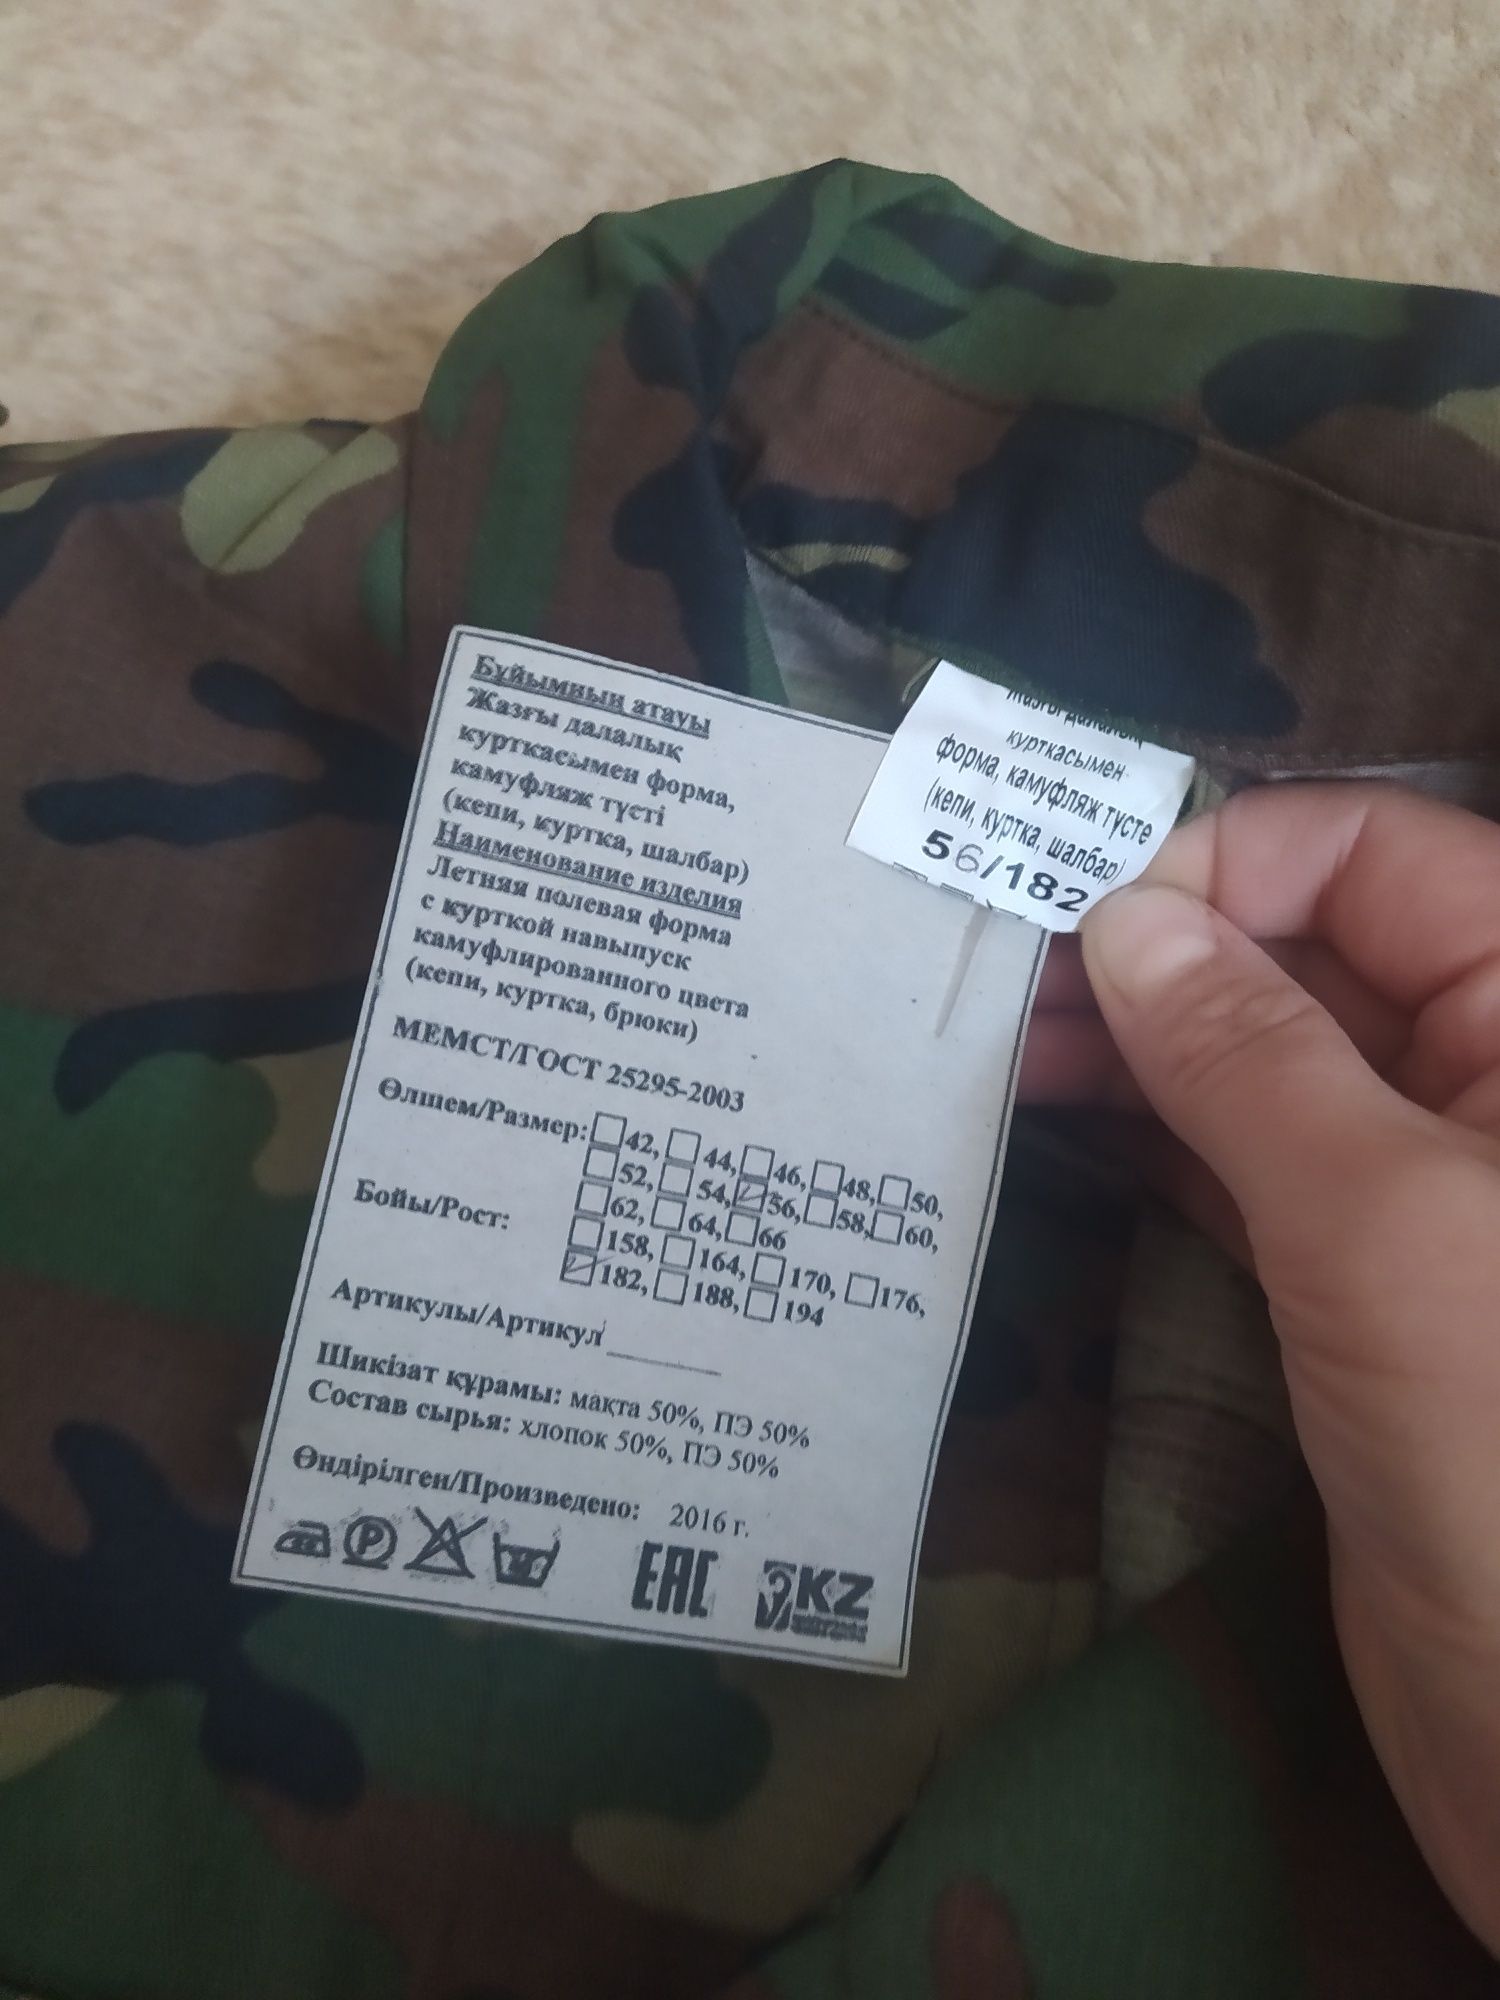 Бұйымның атауы
Жазғы далалық
курткасымен форма,
камуфляж түсті
(кепи, куртка, шалбар)
Наименование изделия
Летняя полевая форма
с курткой навыпуск
камуфлированного цвета
(кепи, куртка, брюки)
МЕМСТ/ГОСТ 25295-2003
Өлшем/Размер: 42, 44, 46, 48, 50,
52, 54, 56, 58, 60,
62, 64, 66
Бойы/Рост: 158, 164, 170, 176,
182, 188, 194
Артикулы/Артикул
Шикізат құрамы: мақта 50%, ПЭ 50%
Состав сырья: хлопок 50%, ПЭ 50%
Өндірілген/Произведено: 2016 г.
P
EAC
KZ
Жазғы далалық
курткасымен
форма, камуфляж түсте
(кепи, куртка, шалбар)
56/182